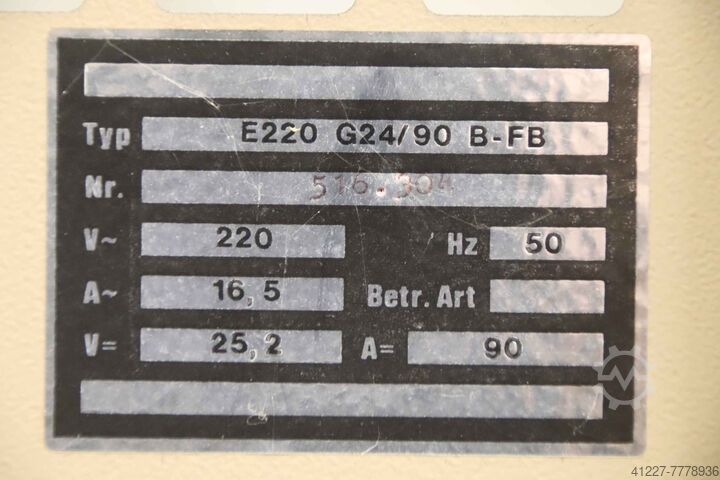 Typ E220 G24/90 B-FB
Nr. 516.304
V~ 220 Hz 50
A~ 16,5 Betr. Art
V= 25,2 A= 90
41227-7778936